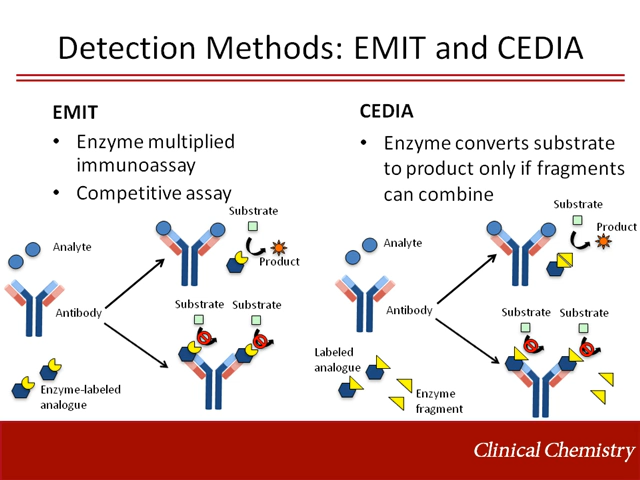 Detection Methods: EMIT and CEDIA
EMIT
• Enzyme multiplied
immunoassay
• Competitive assay
Substrate
Analyte
Product
Antibody
Substrate Substrate
Enzyme-labeled
analogue
CEDIA
• Enzyme converts substrate
to product only if fragments
can combine
Substrate
Product
Analyte
Antibody
Substrate Substrate
Labeled
analogue
Enzyme
fragment
Clinical Chemistry